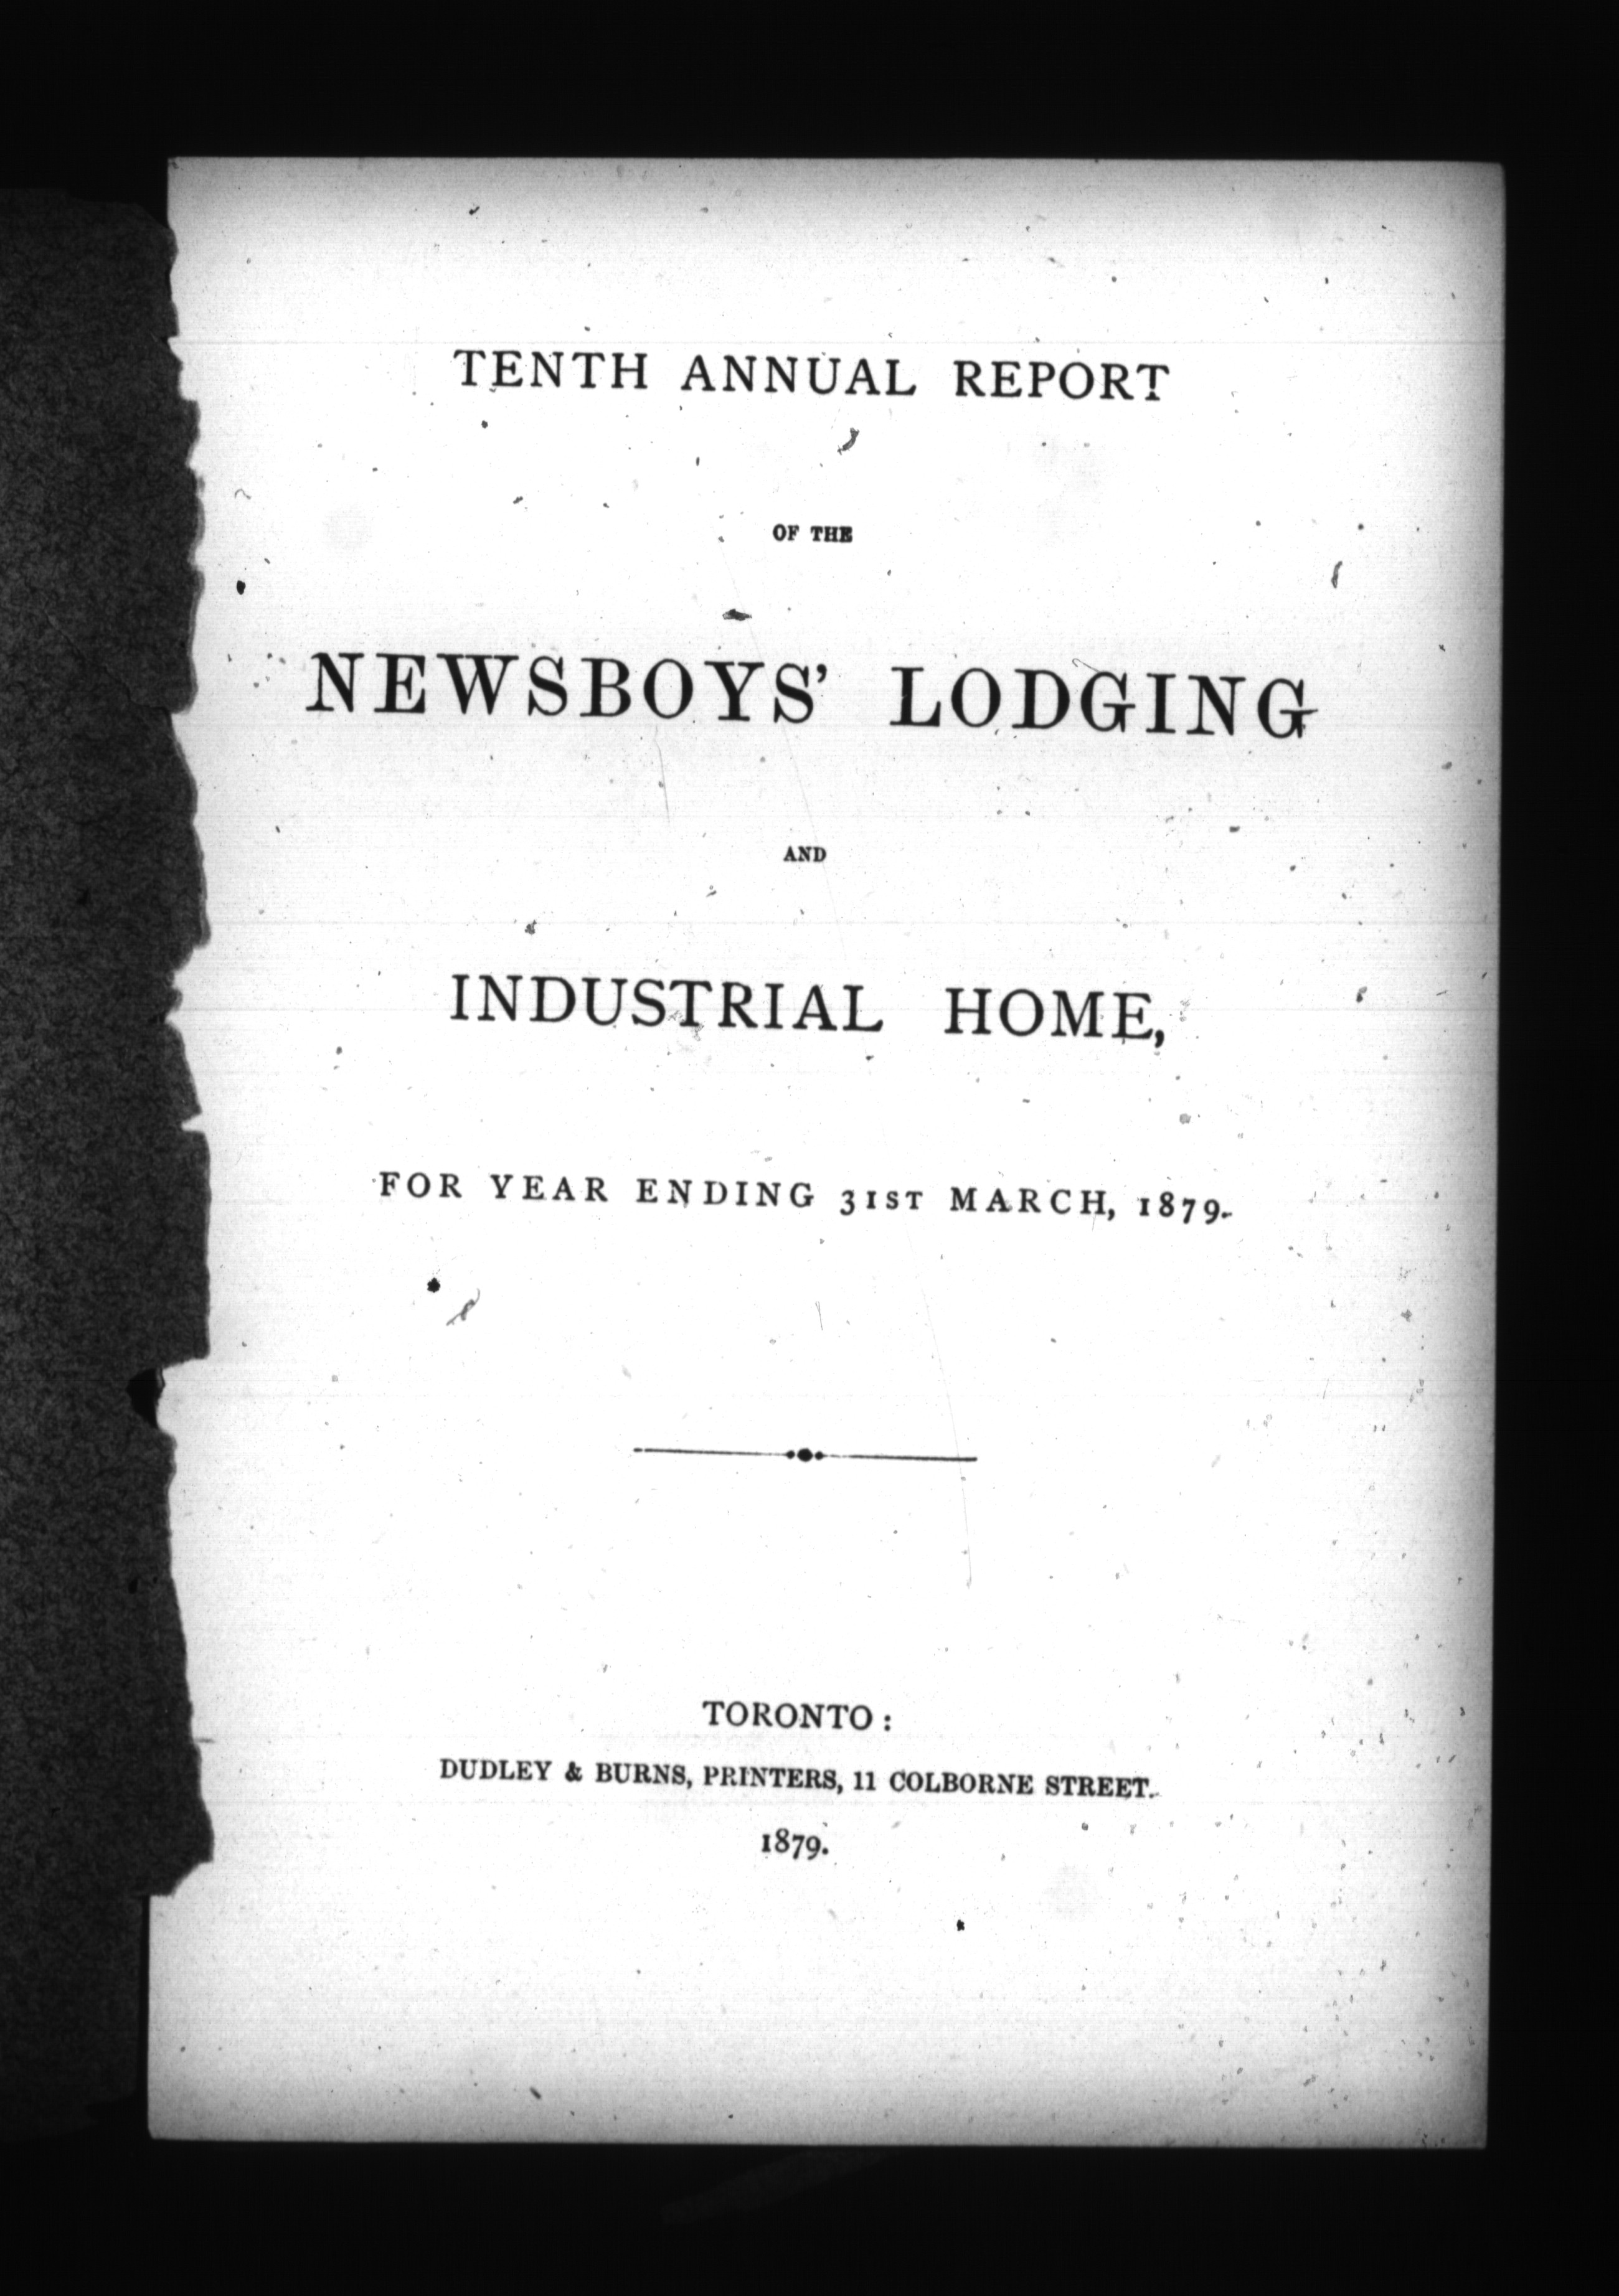 TENTH ANNUAL REPORT
OF THE
NEWSBOYS’ LODGING
AND
INDUSTRIAL HOME,
FOR YEAR ENDING 31ST MARCH, 1879.
TORONTO:
DUDLEY & BURNS, PRINTERS, 11 COLBORNE STREET.
1879.